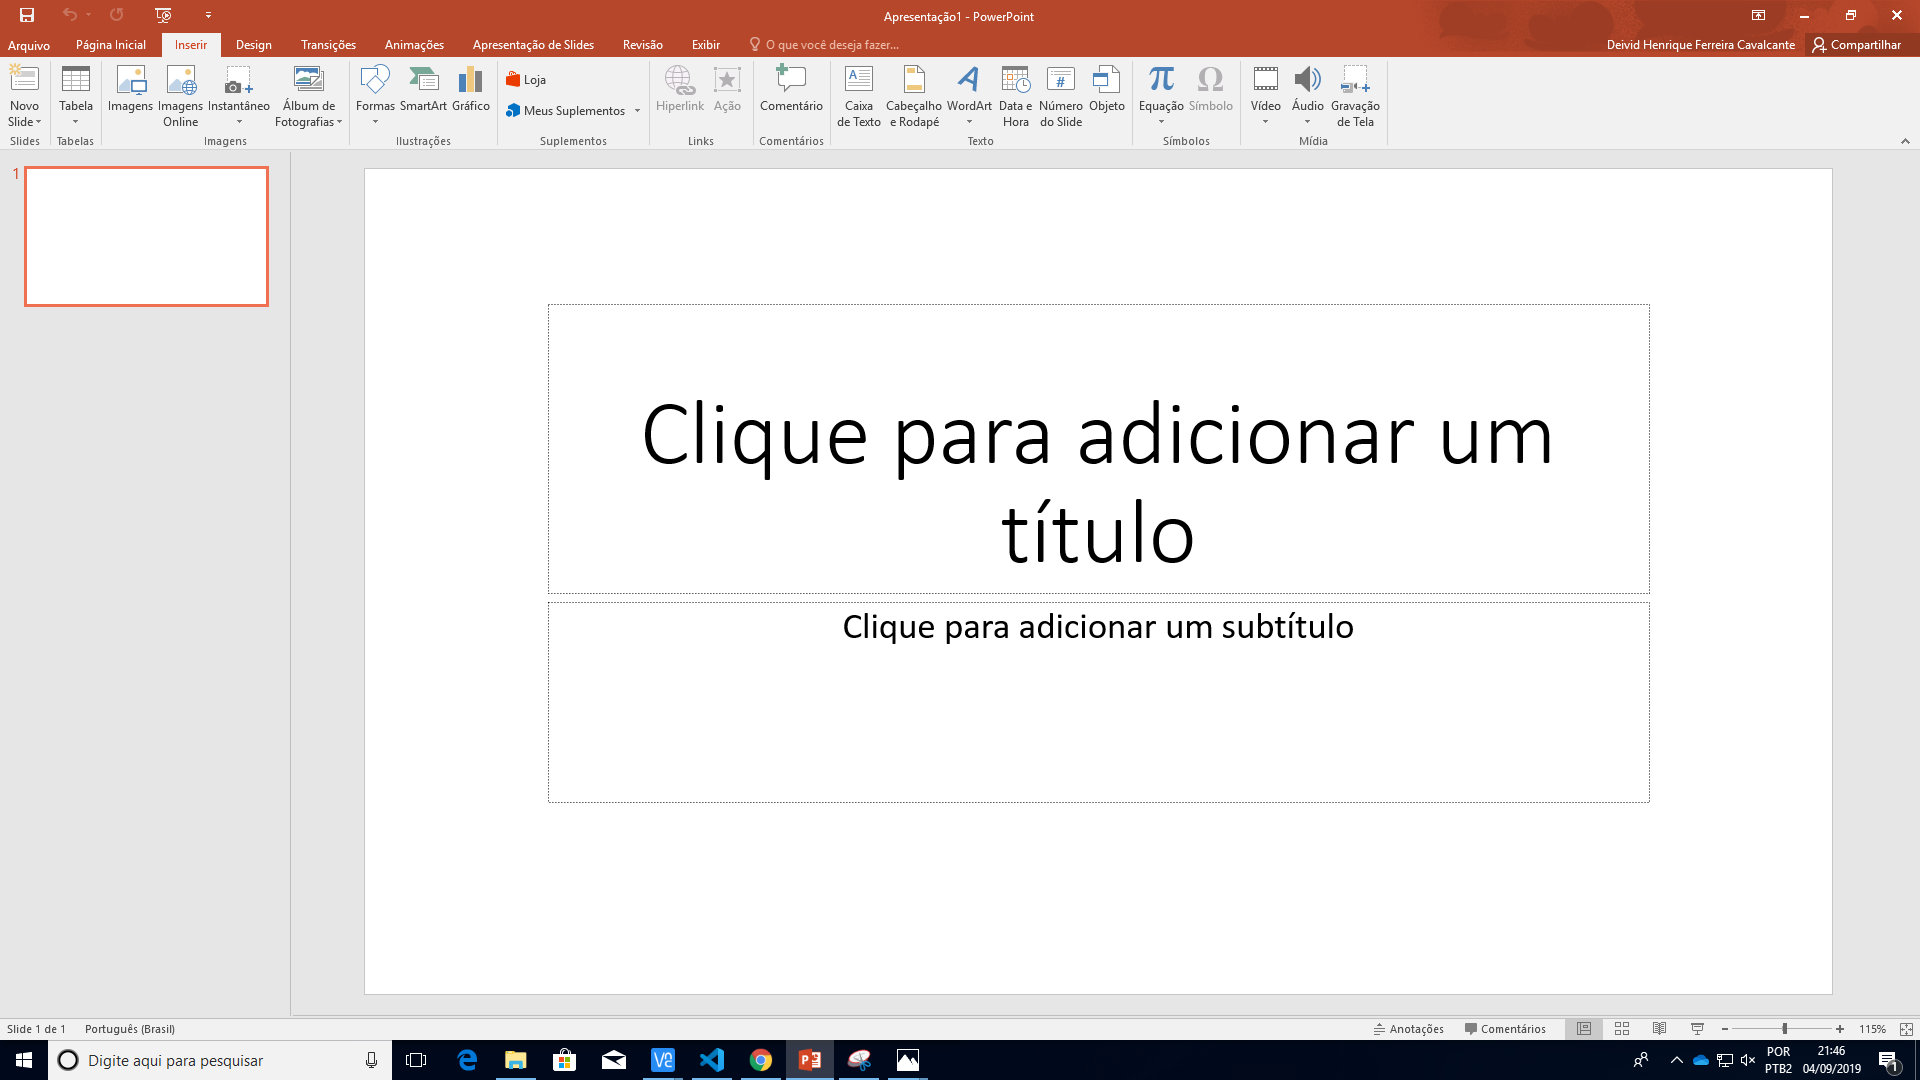 Apresentação1 - PowerPoint
Arquivo Página Inicial Inserir Design Transições Animações Apresentação de Slides Revisão Exibir O que você deseja fazer... Deivid Henrique Ferreira Cavalcante Compartilhar
Novo Slide
Tabela
Imagens
Imagens Online
Instantâneo
Álbum de Fotografias
Formas
SmartArt
Gráfico
Loja
Meus Suplementos
Hiperlink
Ação
Comentário
Caixa de Texto
Cabeçalho e Rodapé
WordArt
Data e Hora
Número do Slide
Objeto
Equação
Símbolo
Vídeo
Áudio
Gravação de Tela
Slides Tabelas Imagens Ilustrações Suplementos Links Comentários Texto Símbolos Mídia
1
Clique para adicionar um
título
Clique para adicionar um subtítulo
Slide 1 de 1 Português (Brasil) Anotações Comentários 115%
Digite aqui para pesquisar
POR
PTB2
21:46
04/09/2019
1